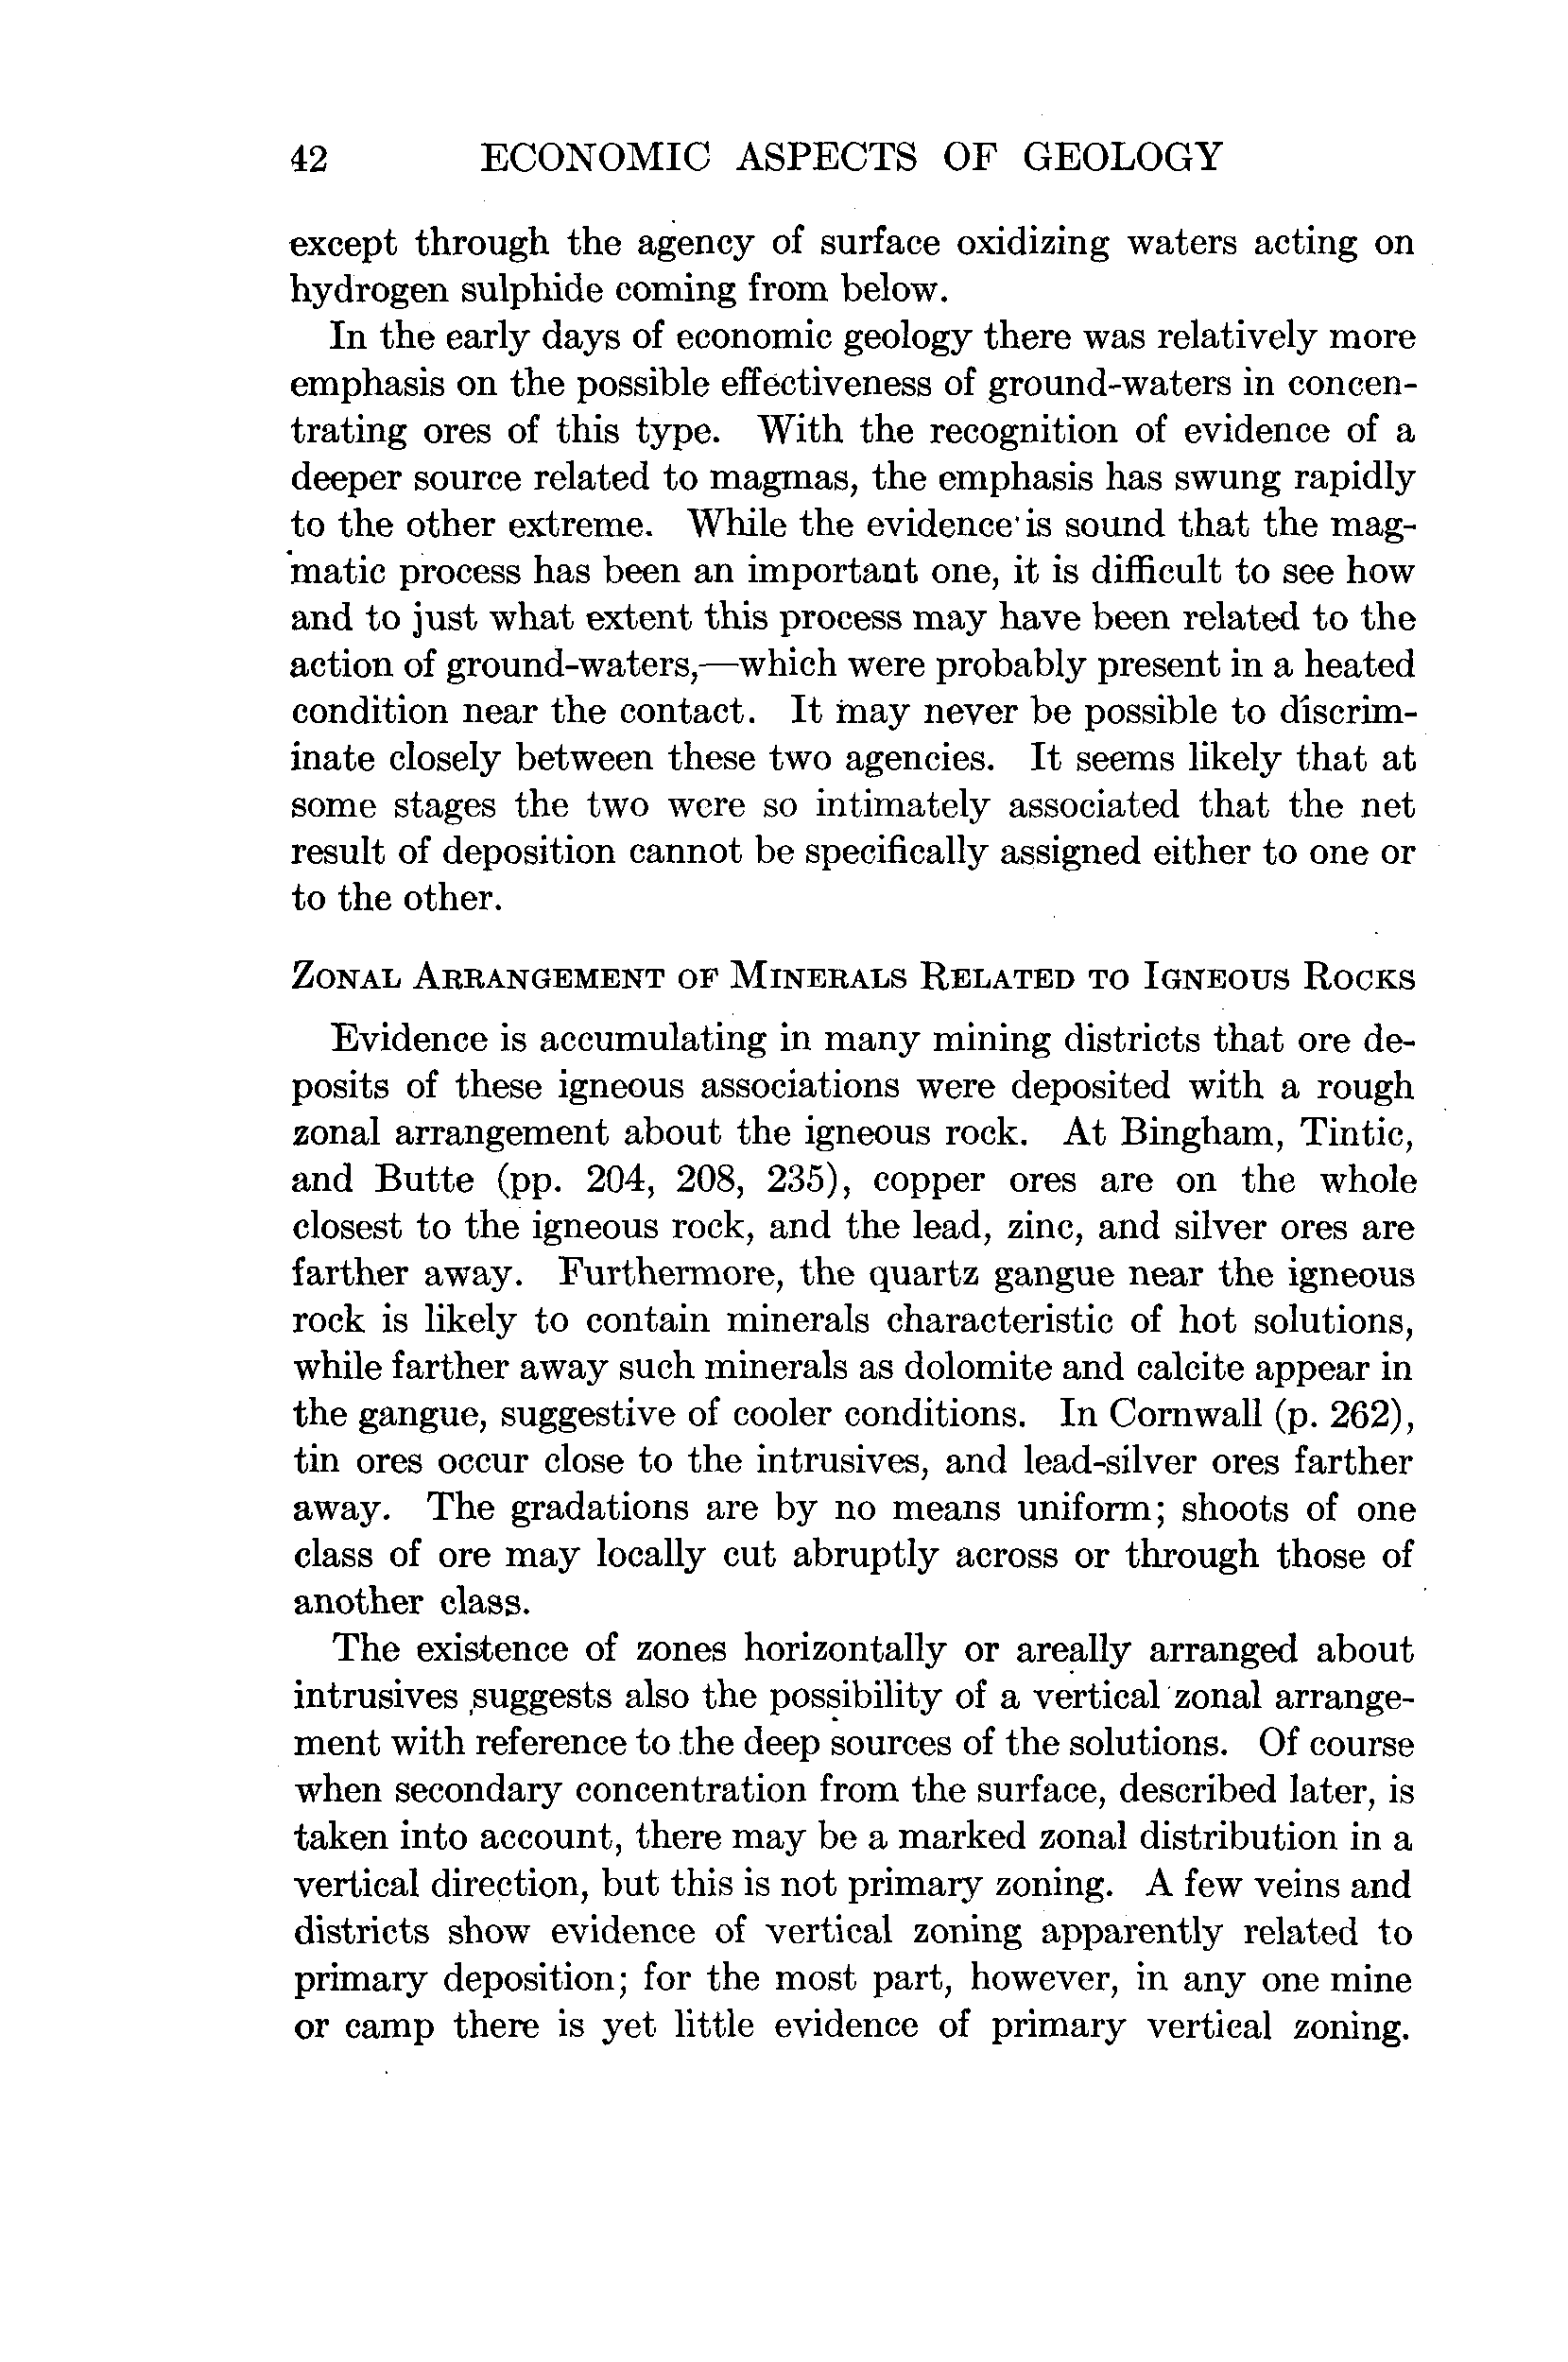 42 ECONOMIC ASPECTS OF GEOLOGY
except through the agency of surface oxidizing waters acting on
hydrogen sulphide coming from below.
In the early days of economic geology there was relatively more
emphasis on the possible effectiveness of ground-waters in concen-
trating ores of this type. With the recognition of evidence of a
deeper source related to magmas, the emphasis has swung rapidly
to the other extreme. While the evidence is sound that the mag-
matic process has been an important one, it is difficult to see how
and to just what extent this process may have been related to the
action of ground-waters,—which were probably present in a heated
condition near the contact. It may never be possible to discrim-
inate closely between these two agencies. It seems likely that at
some stages the two were so intimately associated that the net
result of deposition cannot be specifically assigned either to one or
to the other.
ZONAL ARRANGEMENT OF MINERALS RELATED TO IGNEOUS ROCKS
Evidence is accumulating in many mining districts that ore de-
posits of these igneous associations were deposited with a rough
zonal arrangement about the igneous rock. At Bingham, Tintic,
and Butte (pp. 204, 208, 235), copper ores are on the whole
closest to the igneous rock, and the lead, zinc, and silver ores are
farther away. Furthermore, the quartz gangue near the igneous
rock is likely to contain minerals characteristic of hot solutions,
while farther away such minerals as dolomite and calcite appear in
the gangue, suggestive of cooler conditions. In Cornwall (p. 262),
tin ores occur close to the intrusives, and lead-silver ores farther
away. The gradations are by no means uniform; shoots of one
class of ore may locally cut abruptly across or through those of
another class.
The existence of zones horizontally or areally arranged about
intrusives suggests also the possibility of a vertical zonal arrange-
ment with reference to the deep sources of the solutions. Of course
when secondary concentration from the surface, described later, is
taken into account, there may be a marked zonal distribution in a
vertical direction, but this is not primary zoning. A few veins and
districts show evidence of vertical zoning apparently related to
primary deposition; for the most part, however, in any one mine
or camp there is yet little evidence of primary vertical zoning.